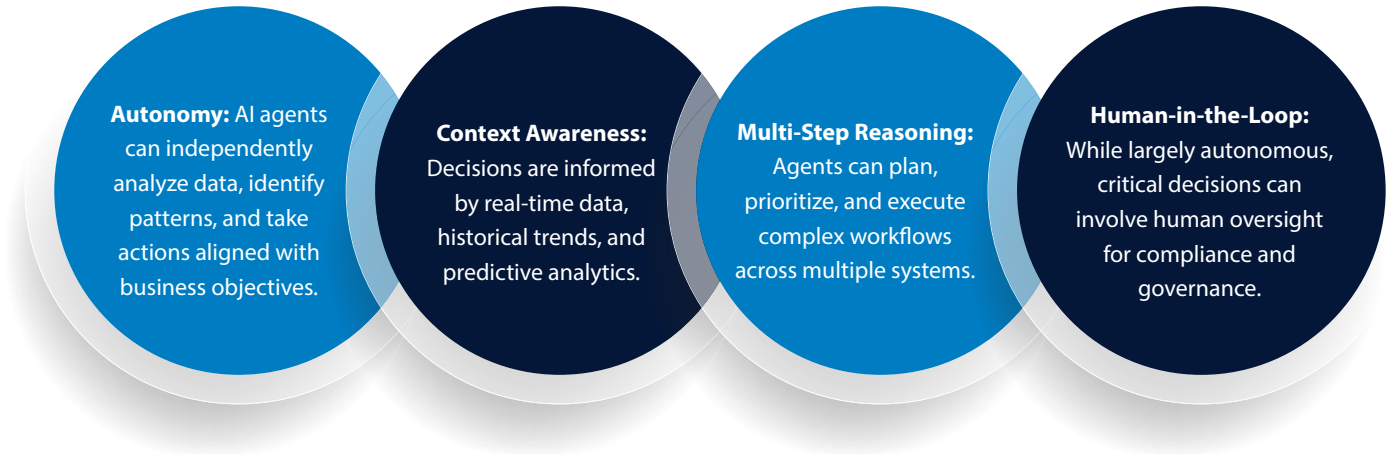 Autonomy: AI agents
can independently
analyze data, identify
patterns, and take
actions aligned with
business objectives.
Context Awareness:
Decisions are informed
by real-time data,
historical trends, and
predictive analytics.
Multi-Step Reasoning:
Agents can plan,
prioritize, and execute
complex workflows
across multiple systems.
Human-in-the-Loop:
While largely autonomous,
critical decisions can
involve human oversight
for compliance and
governance.